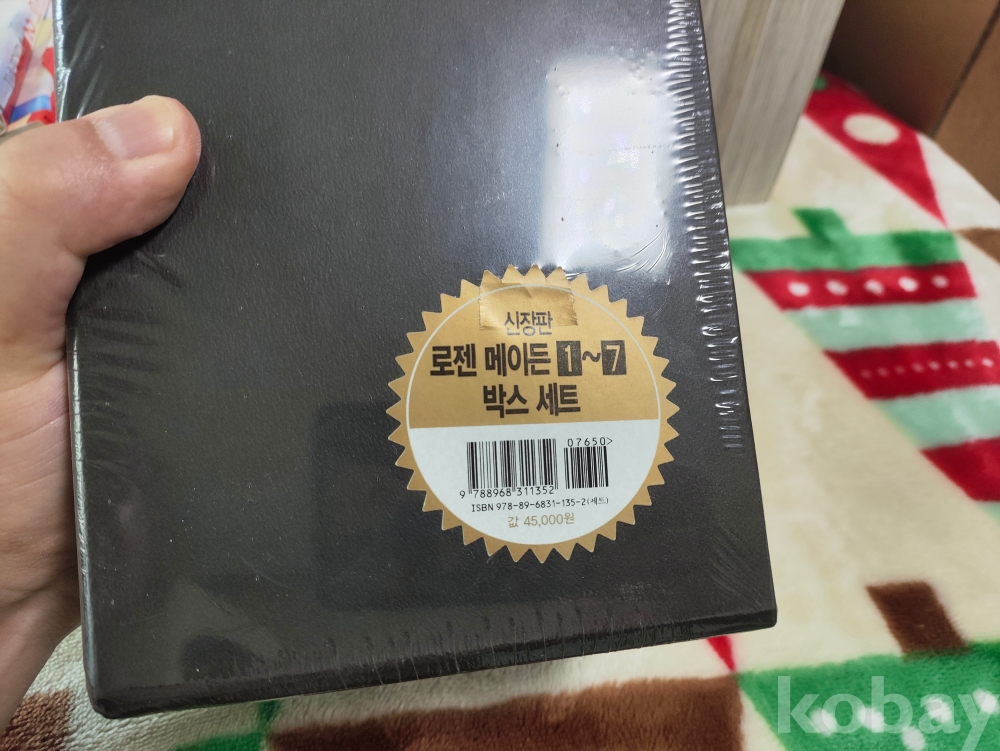 신장판
로젠 메이든 1~7
박스 세트
07650>
9 788968 311352
ISBN 978-89-6831-135-2(세트)
값 45,000원
kobay